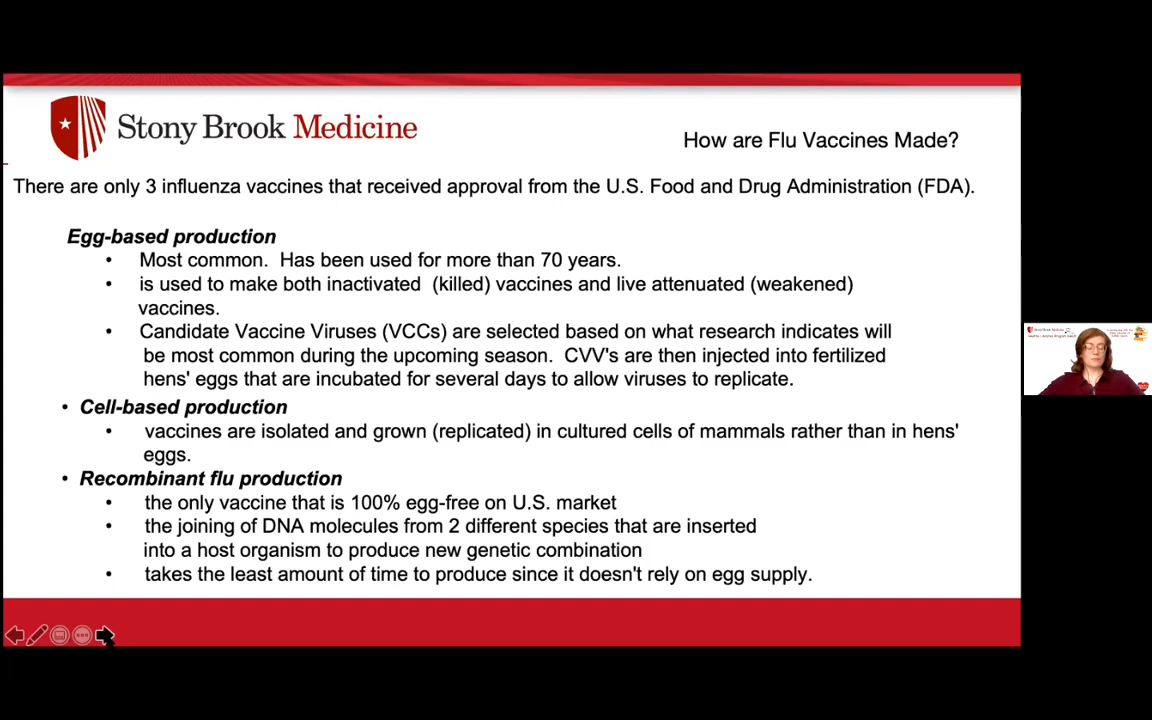 Stony Brook Medicine
How are Flu Vaccines Made?
There are only 3 influenza vaccines that received approval from the U.S. Food and Drug Administration (FDA).
Egg-based production
• Most common. Has been used for more than 70 years.
• is used to make both inactivated (killed) vaccines and live attenuated (weakened)
vaccines.
• Candidate Vaccine Viruses (VCCs) are selected based on what research indicates will
be most common during the upcoming season. CVV's are then injected into fertilized
hens' eggs that are incubated for several days to allow viruses to replicate.
• Cell-based production
• vaccines are isolated and grown (replicated) in cultured cells of mammals rather than in hens'
eggs.
• Recombinant flu production
• the only vaccine that is 100% egg-free on U.S. market
• the joining of DNA molecules from 2 different species that are inserted
into a host organism to produce new genetic combination
• takes the least amount of time to produce since it doesn't rely on egg supply.
Stony Brook Medicine